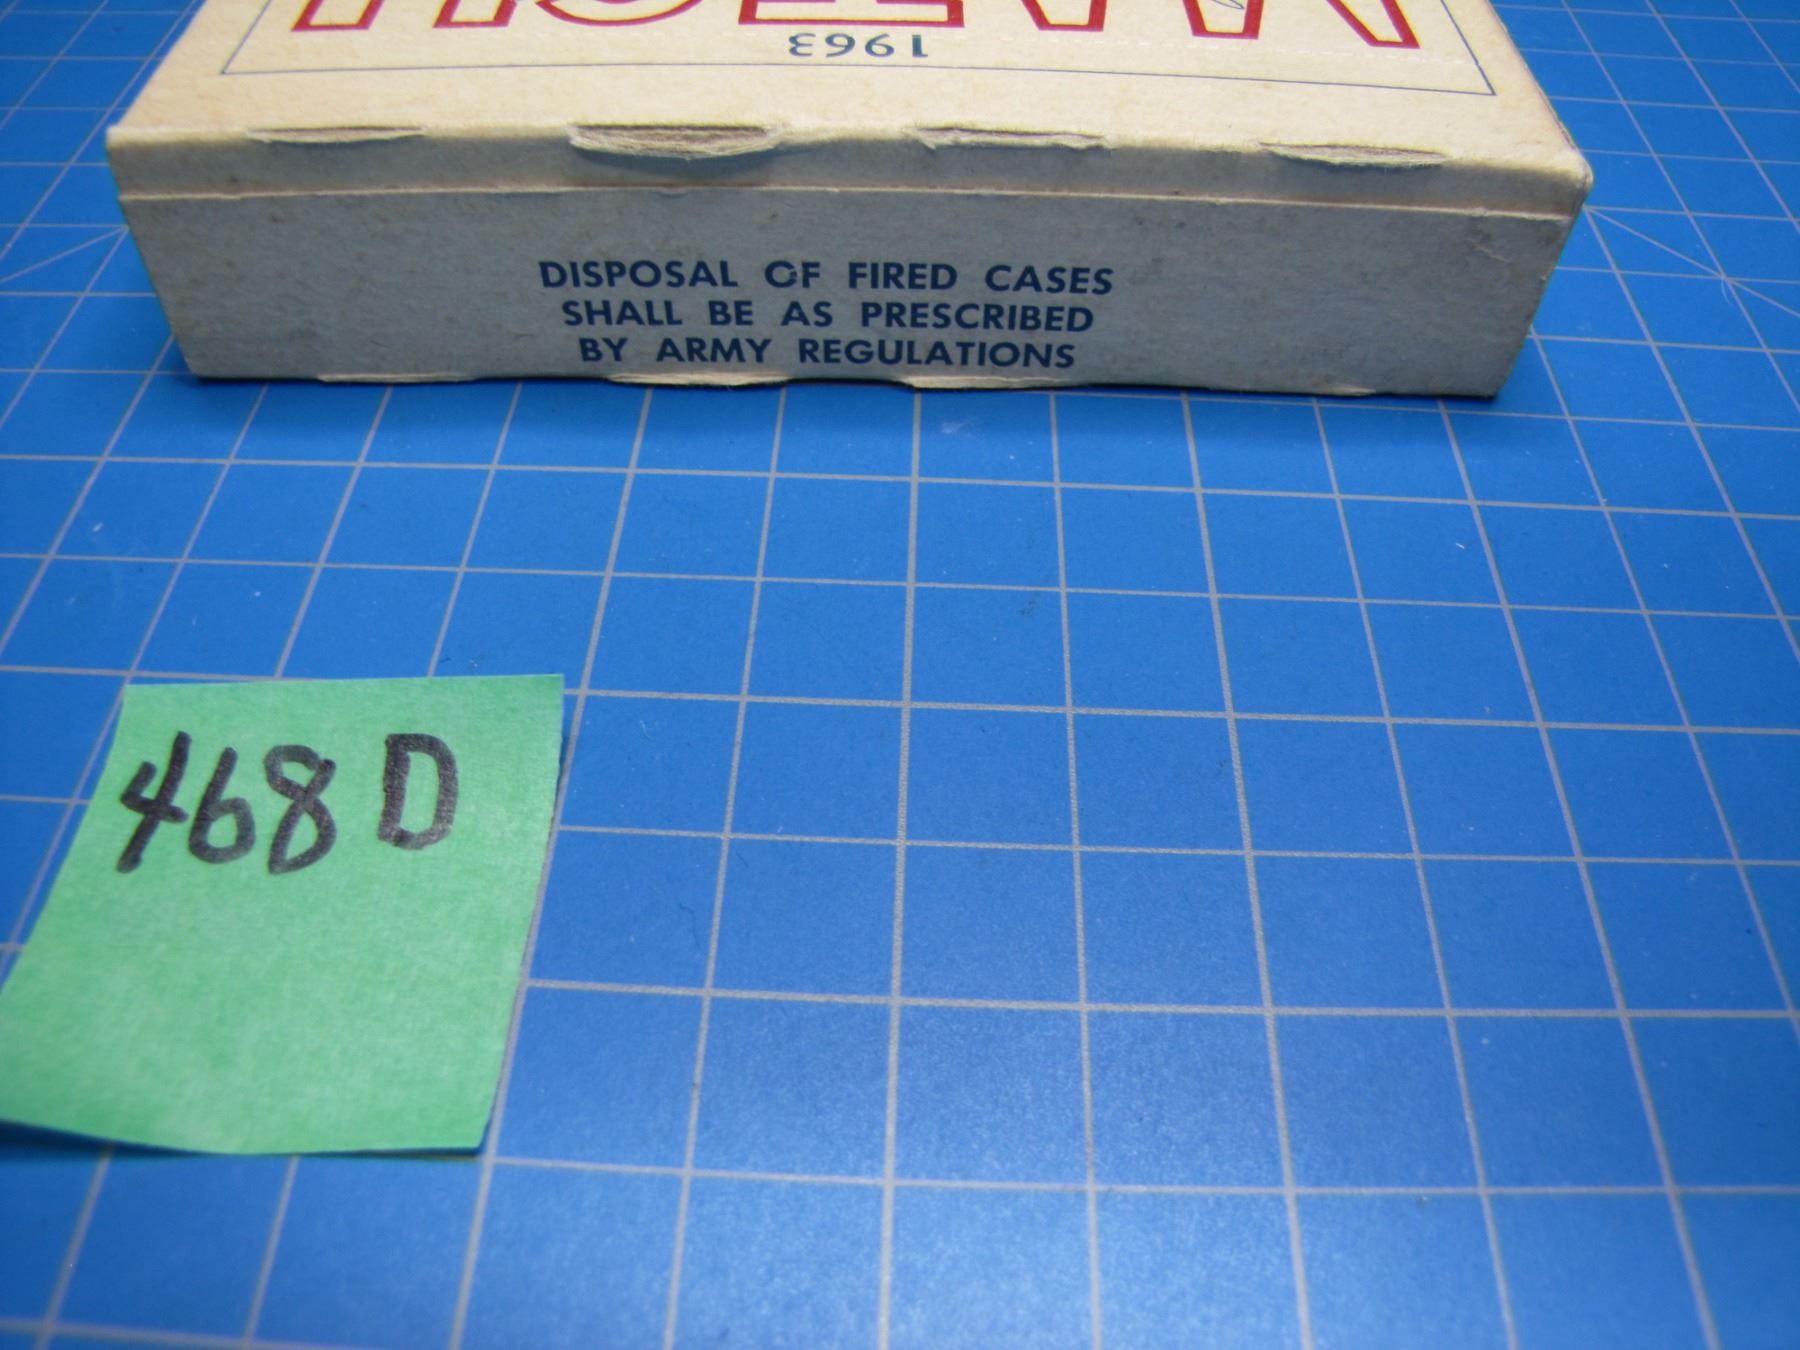 1963
DISPOSAL OF FIRED CASES
SHALL BE AS PRESCRIBED
BY ARMY REGULATIONS
468 D